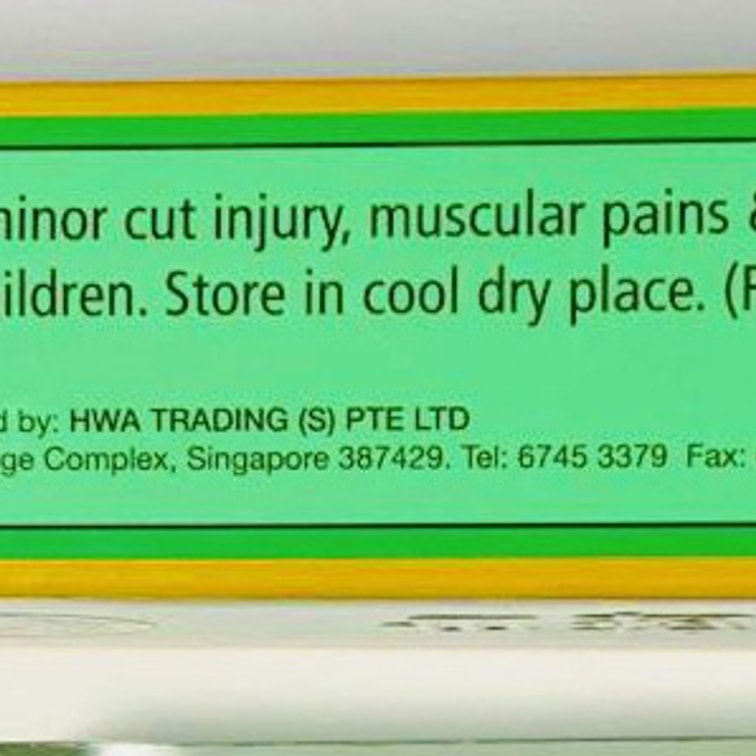 minor cut injury, muscular pains &
ildren. Store in cool dry place. (F
d by: HWA TRADING (S) PTE LTD
ge Complex, Singapore 387429. Tel: 6745 3379 Fax: